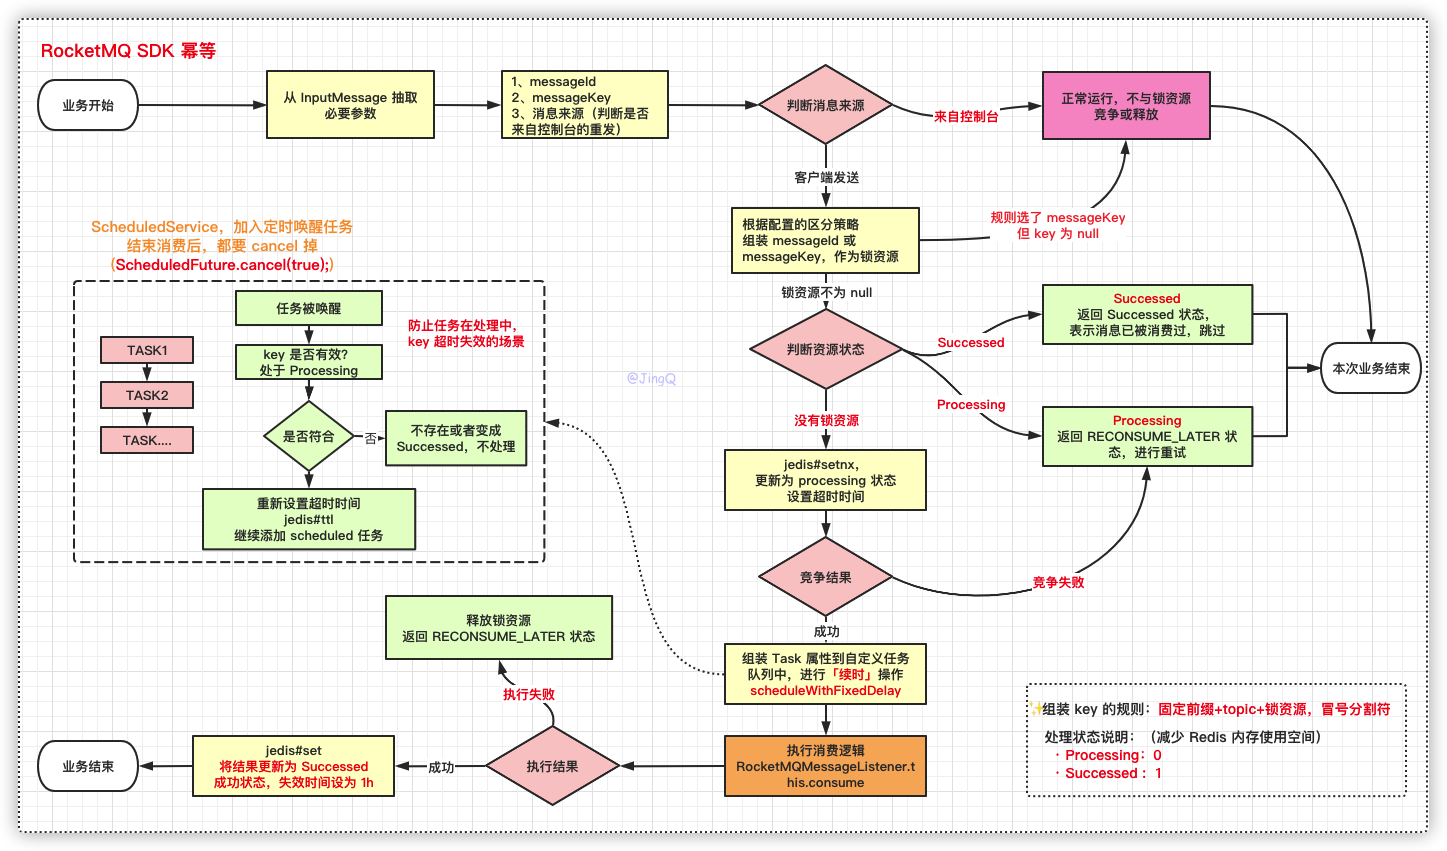 RocketMQ SDK 幂等
业务开始
从 InputMessage 抽取
必要参数
1、messageId
2、messageKey
3、消息来源（判断是否
来自控制台的重发）
判断消息来源
来自控制台
正常运行，不与锁资源
竞争或释放
客户端发送
根据配置的区分策略
组装 messageId 或
messageKey，作为锁资源
规则选了 messageKey
但 key 为 null
锁资源不为 null
判断资源状态
Successed
Successed
返回 Successed 状态，
表示消息已被消费过，跳过
Processing
Processing
返回 RECONSUME_LATER 状
态，进行重试
本次业务结束
没有锁资源
jedis#setnx，
更新为 processing 状态
设置超时时间
竞争结果
竞争失败
成功
组装 Task 属性到自定义任务
队列中，进行「续时」操作
scheduleWithFixedDelay
执行消费逻辑
RocketMQMessageListener.t
his.consume
执行结果
执行失败
释放锁资源
返回 RECONSUME_LATER 状态
成功
jedis#set
将结果更新为 Successed
成功状态，失效时间设为 1h
业务结束
ScheduledService，加入定时唤醒任务
结束消费后，都要 cancel 掉
（ScheduledFuture.cancel(true);）
任务被唤醒
防止任务在处理中，
key 超时失效的场景
TASK1
TASK2
TASK....
key 是否有效？
处于 Processing
是否符合
否
不存在或者变成
Successed，不处理
重新设置超时时间
jedis#ttl
继续添加 scheduled 任务
@JingQ
✨组装 key 的规则：固定前缀+topic+锁资源，冒号分割符
处理状态说明：（减少 Redis 内存使用空间）
· Processing：0
· Successed ：1